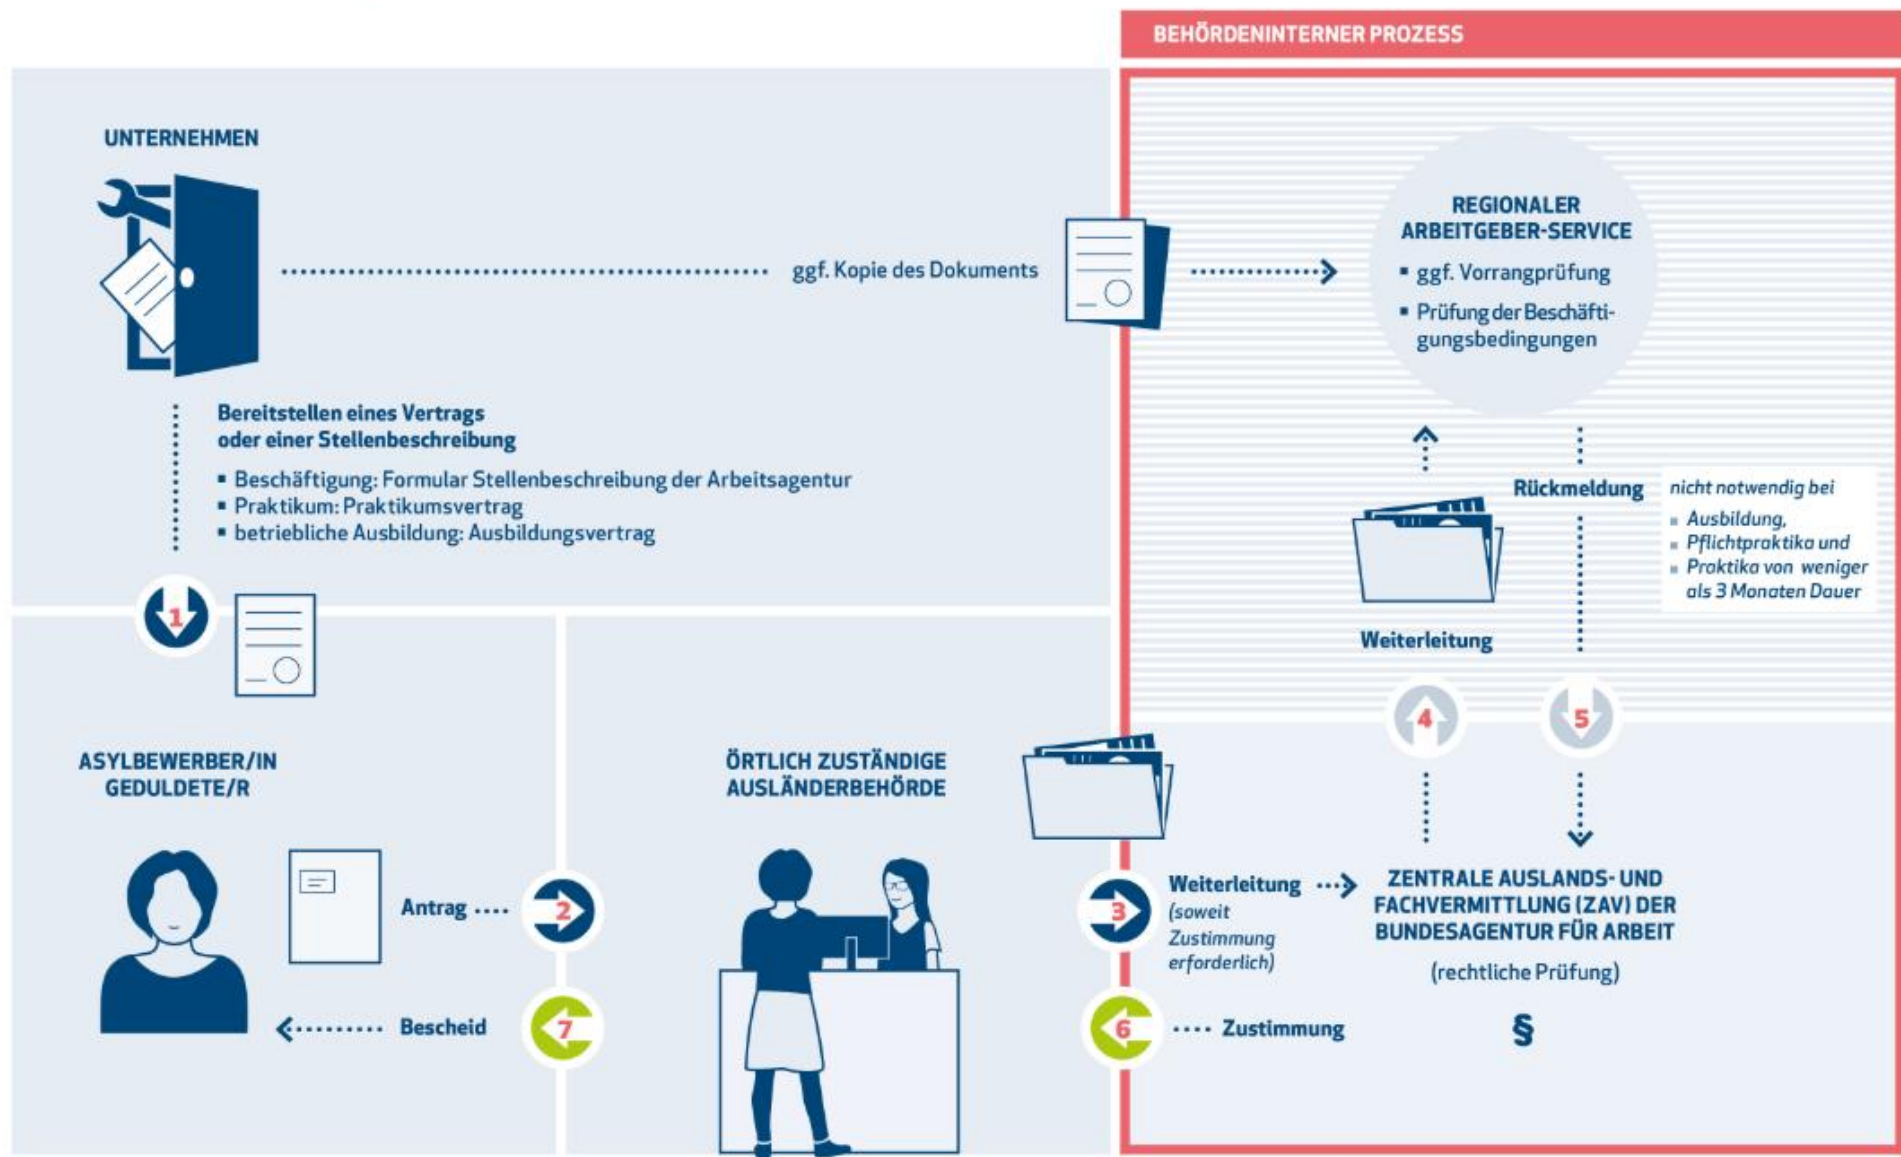 BEHÖRDENINTERNER PROZESS
UNTERNEHMEN
ggf. Kopie des Dokuments
REGIONALER
ARBEITGEBER-SERVICE
▪ ggf. Vorrangprüfung
▪ Prüfung der Beschäfti-
gungsbedingungen
Bereitstellen eines Vertrags
oder einer Stellenbeschreibung
▪ Beschäftigung: Formular Stellenbeschreibung der Arbeitsagentur
▪ Praktikum: Praktikumsvertrag
▪ betriebliche Ausbildung: Ausbildungsvertrag
Rückmeldung
nicht notwendig bei
▪ Ausbildung,
▪ Pflichtpraktika und
▪ Praktika von weniger
als 3 Monaten Dauer
Weiterleitung
1
4
5
ASYLBEWERBER/IN
GEDULDETE/R
ÖRTLICH ZUSTÄNDIGE
AUSLÄNDERBEHÖRDE
Antrag
2
3
Weiterleitung
(soweit
Zustimmung
erforderlich)
ZENTRALE AUSLANDS- UND
FACHVERMITTLUNG (ZAV) DER
BUNDESAGENTUR FÜR ARBEIT
(rechtliche Prüfung)
§
Bescheid
7
6
Zustimmung